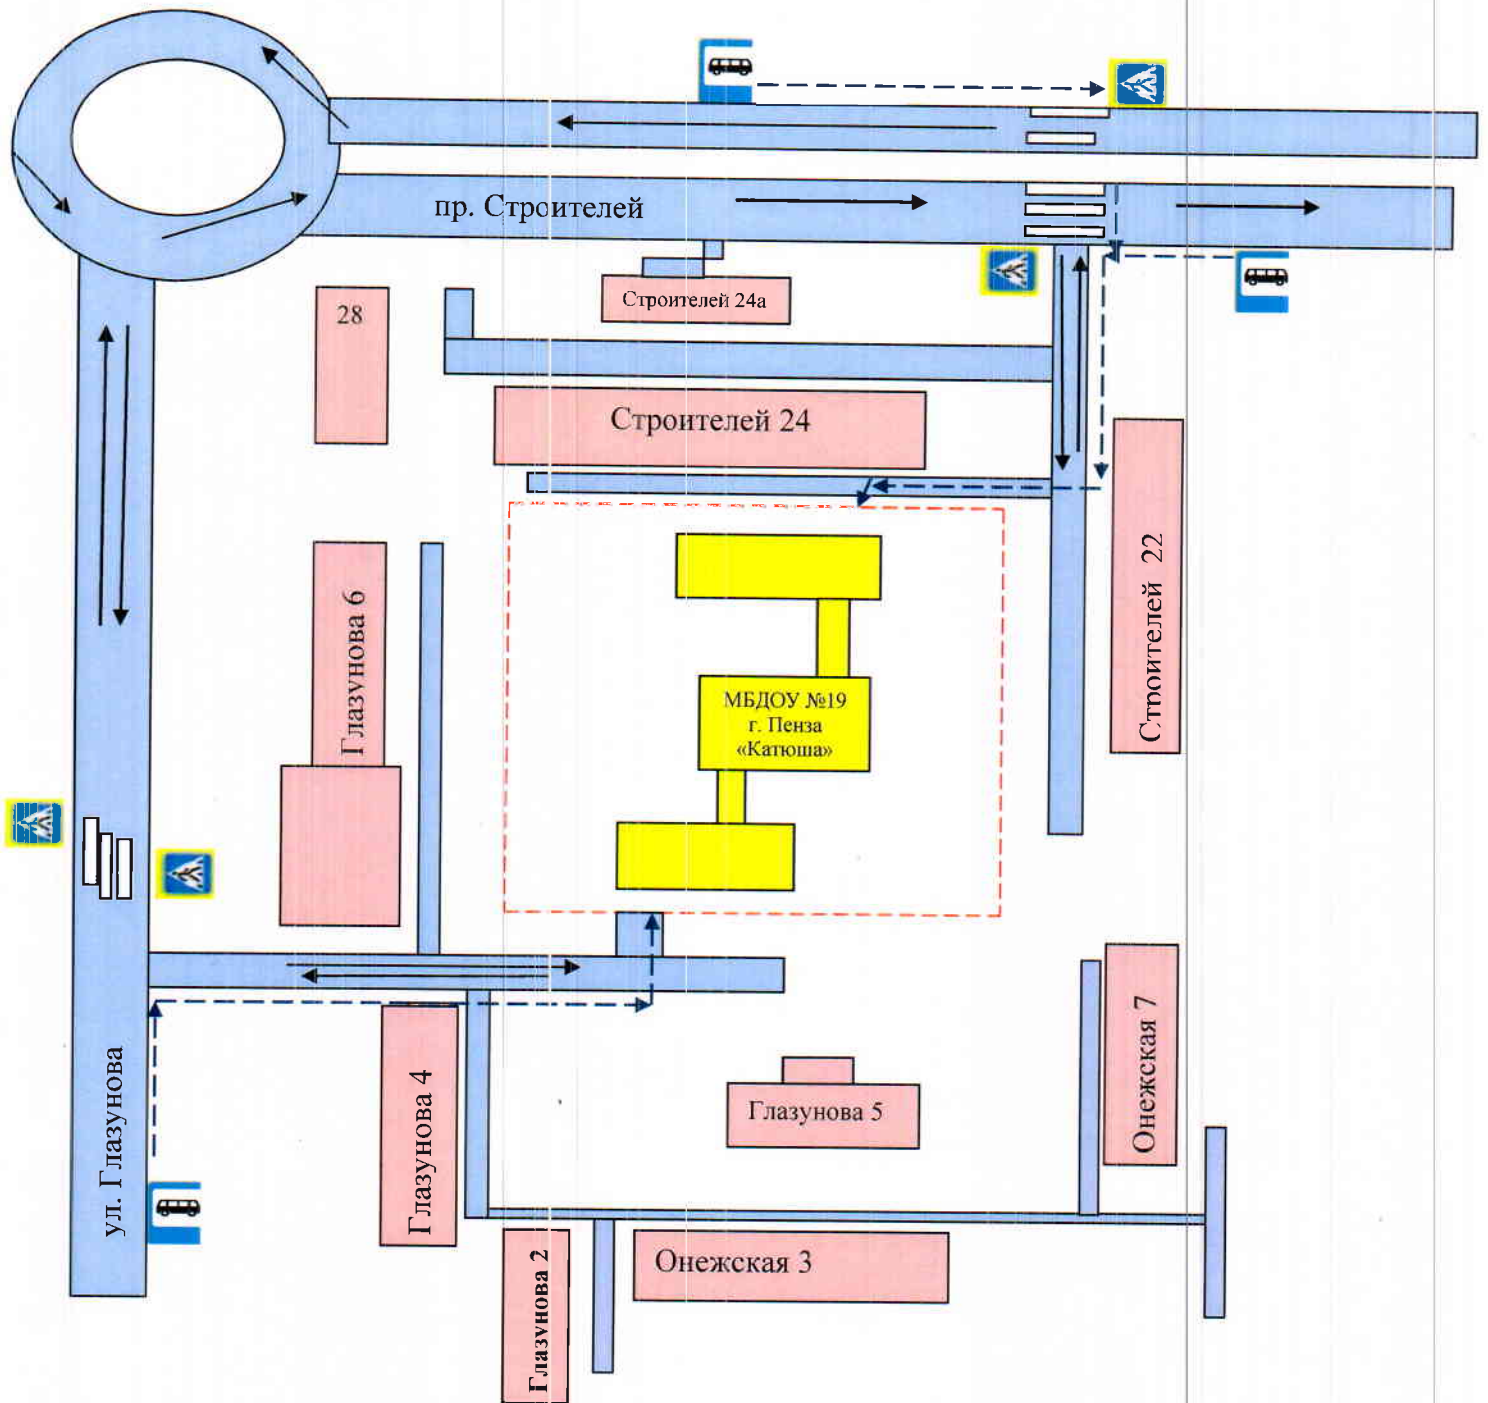 пр. Строителей
28
Строителей 24а
Строителей 24
Глазунова 6
Строителей 22
МБДОУ №19
г. Пенза
«Катюша»
ул. Глазунова
Глазунова 4
Глазунова 5
Онежская 7
Глазунова 2
Онежская 3